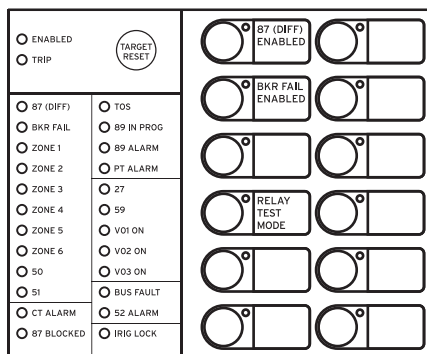 ENABLED
TRIP
TARGET
RESET
87 (DIFF)
BKR FAIL
ZONE 1
ZONE 2
ZONE 3
ZONE 4
ZONE 5
ZONE 6
50
51
CT ALARM
87 BLOCKED
TOS
89 IN PROG
89 ALARM
PT ALARM
27
59
V01 ON
V02 ON
V03 ON
BUS FAULT
52 ALARM
IRIG LOCK
87 (DIFF)
ENABLED
BKR FAIL
ENABLED
RELAY
TEST
MODE